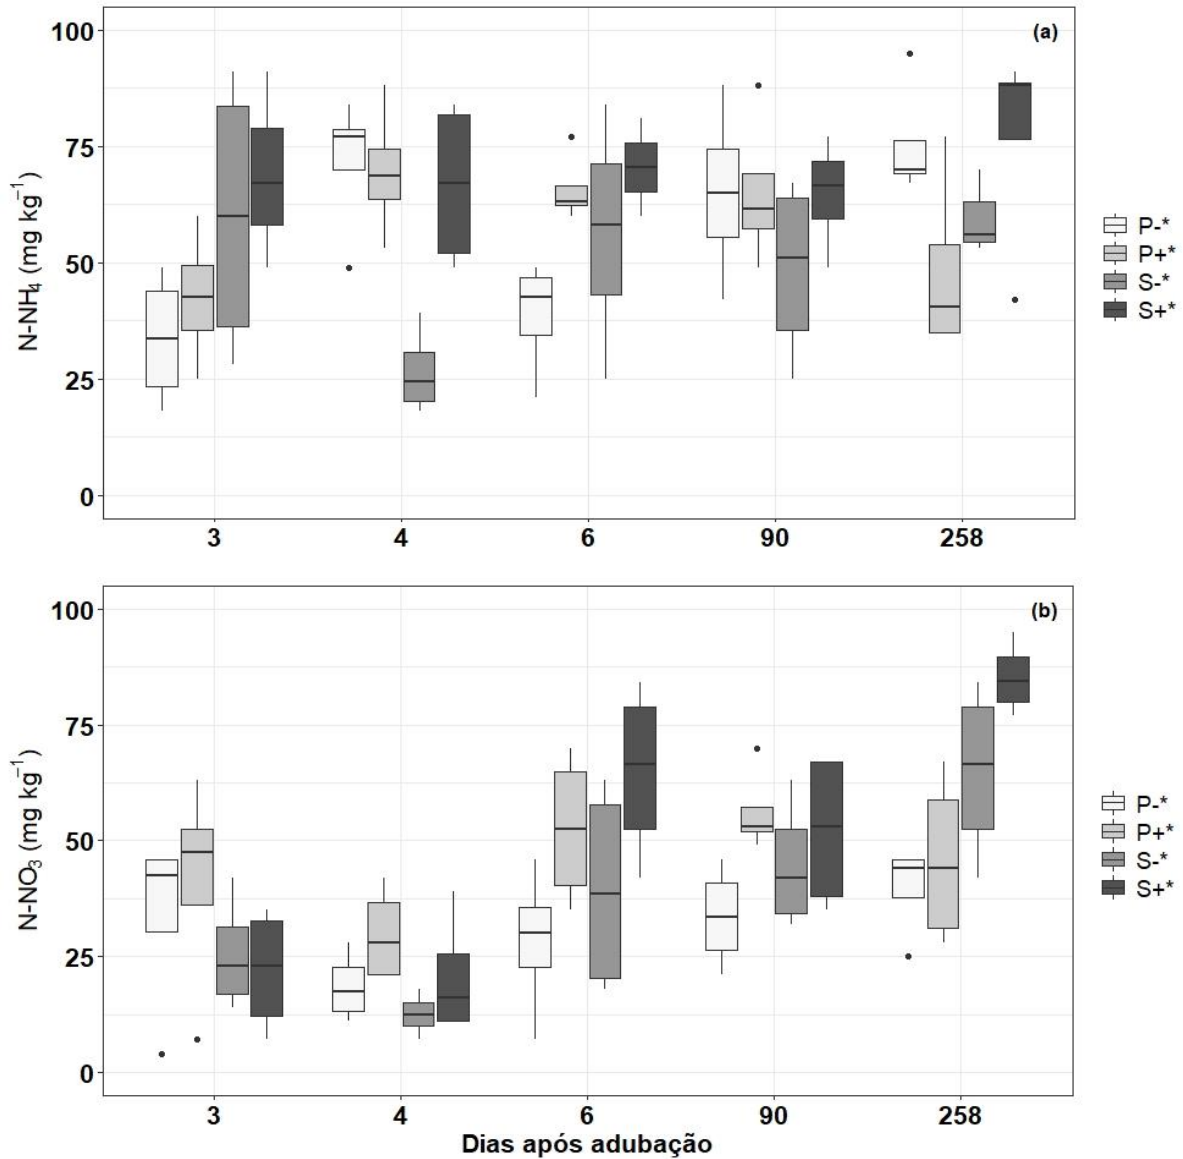 (a)
N-NH₄ (mg kg⁻¹)
100
75
50
25
0
3 4 6 90 258
P-*
P+*
S-*
S+*
(b)
N-NO₃ (mg kg⁻¹)
100
75
50
25
0
3 4 6 90 258
Dias após adubação
P-*
P+*
S-*
S+*